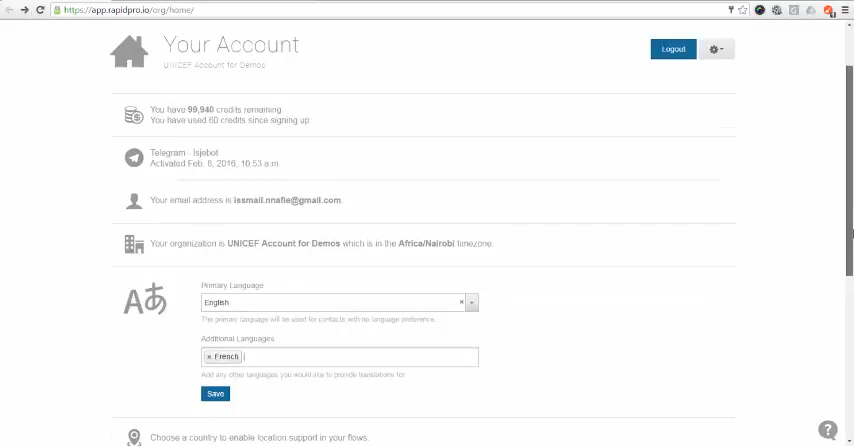 https://app.rapidpro.io/org/home/
Your Account
UNICEF Account for Demos
Logout
You have 99,940 credits remaining.
You have used 60 credits since signing up
Telegram - Isjebot
Activated Feb. 8, 2016, 10:53 a.m.
Your email address is issmail.nnafie@gmail.com.
Your organization is UNICEF Account for Demos which is in the Africa/Nairobi timezone.
Aあ
Primary Language
English ×
The primary language will be used for contacts with no language preference.
Additional Languages
× French
Add any other languages you would like to provide translations for
Save
Choose a country to enable location support in your flows.
?